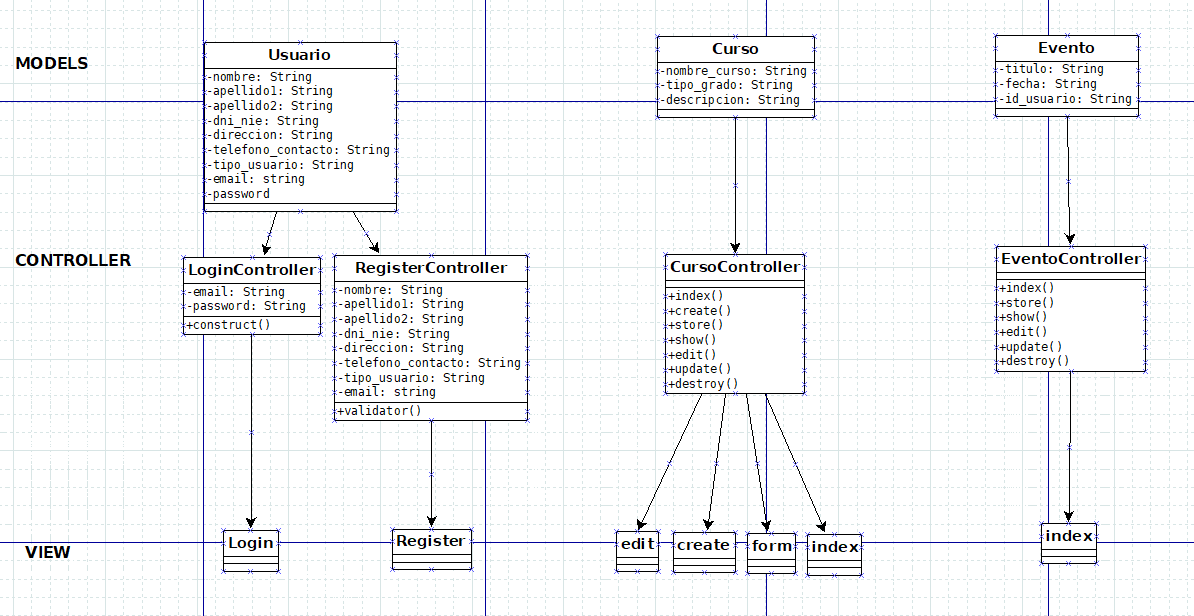 MODELS
Usuario
-nombre: String
-apellido1: String
-apellido2: String
-dni_nie: String
-direccion: String
-telefono_contacto: String
-tipo_usuario: String
-email: string
-password
Curso
-nombre_curso: String
-tipo_grado: String
-descripcion: String
Evento
-titulo: String
-fecha: String
-id_usuario: String
CONTROLLER
LoginController
-email: String
-password: String
+construct()
RegisterController
-nombre: String
-apellido1: String
-apellido2: String
-dni_nie: String
-direccion: String
-telefono_contacto: String
-tipo_usuario: String
-email: string
+validator()
CursoController
+index()
+create()
+store()
+show()
+edit()
+update()
+destroy()
EventoController
+index()
+store()
+show()
+edit()
+update()
+destroy()
VIEW
Login
Register
edit
create
form
index
index